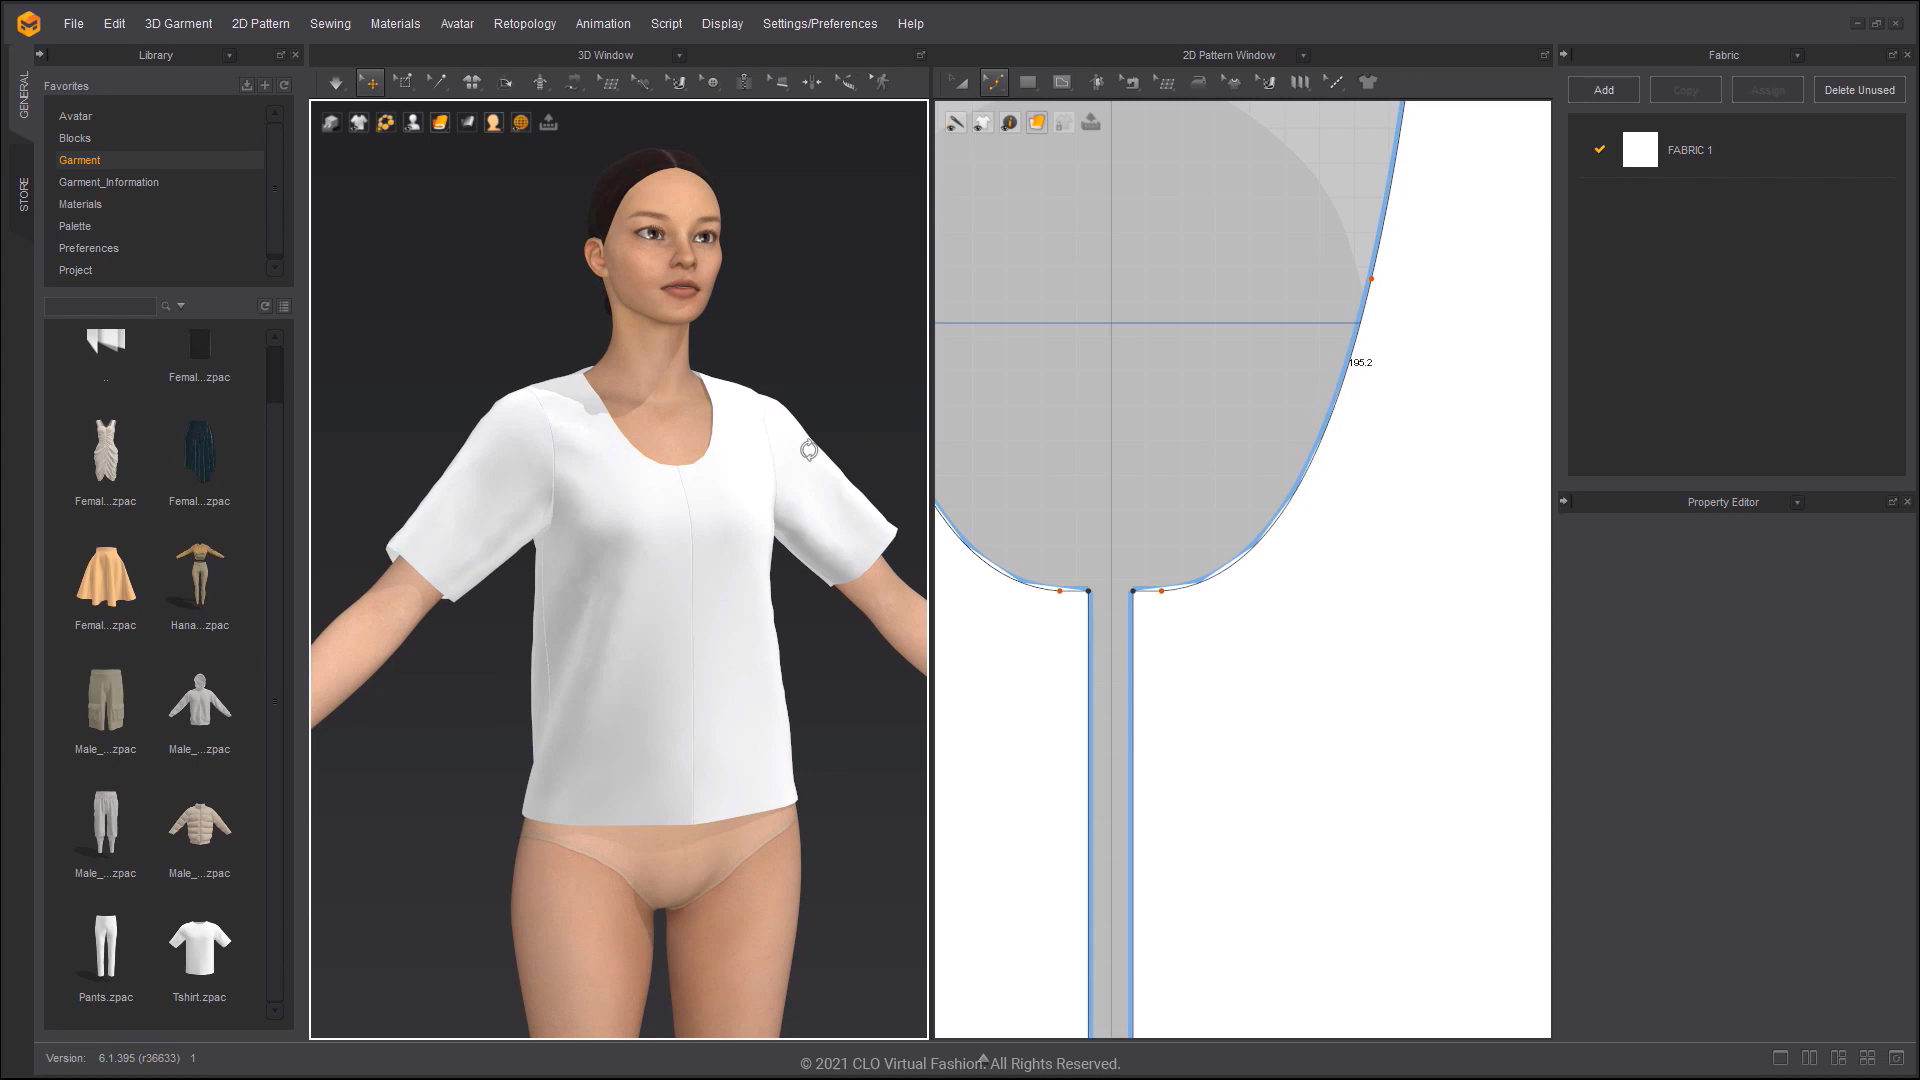 File Edit 3D Garment 2D Pattern Sewing Materials Avatar Retopology Animation Script Display Settings/Preferences Help
Library
3D Window
2D Pattern Window
Fabric
GENERAL
STORE
Favorites
Avatar
Blocks
Garment
Garment_Information
Materials
Palette
Preferences
Project
..
Femal...zpac
Femal...zpac
Femal...zpac
Femal...zpac
Hana...zpac
Male_...zpac
Male_...zpac
Male_...zpac
Male_...zpac
Pants.zpac
Tshirt.zpac
195.2
Add Copy Assign Delete Unused
FABRIC 1
Property Editor
Version: 6.1.395 (r36633) 1
© 2021 CLO Virtual Fashion. All Rights Reserved.